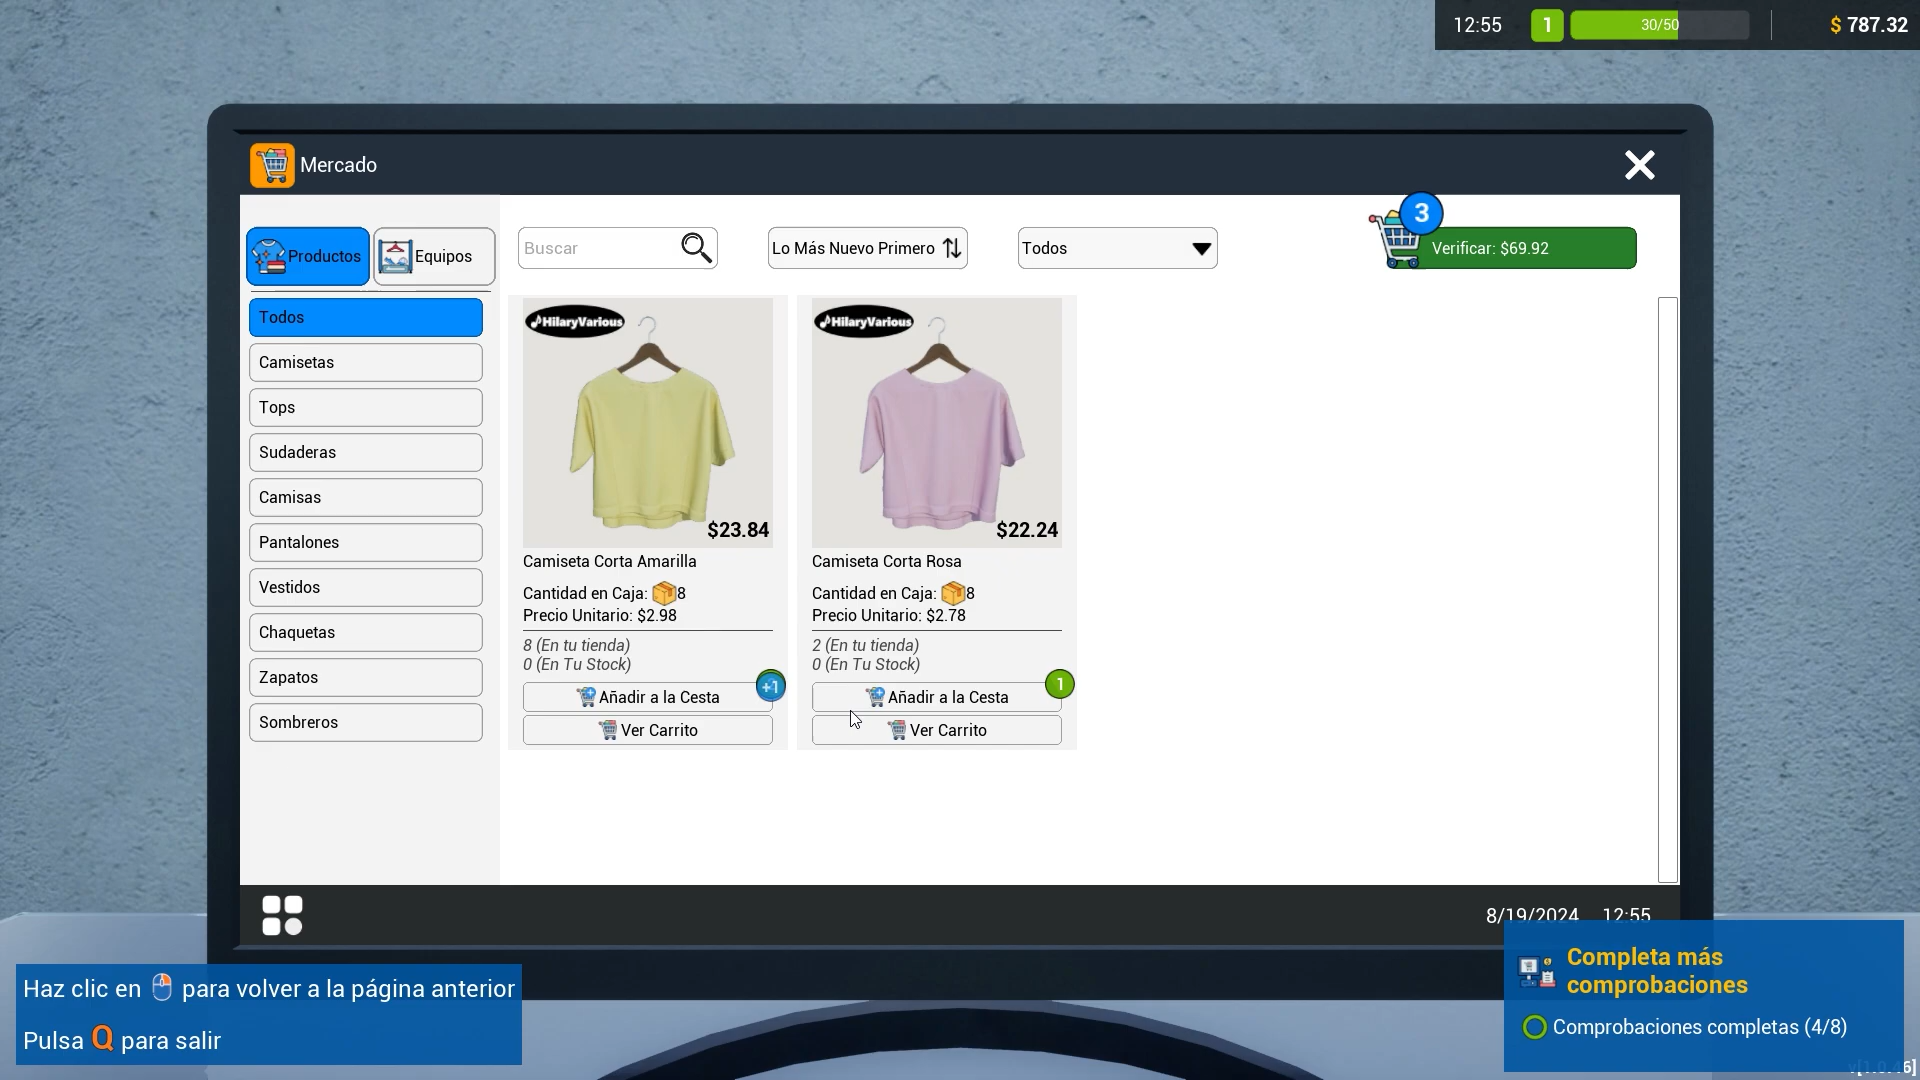 12:55
1
30/50
$ 787.32
Mercado
3
Productos
Equipos
Buscar
Lo Más Nuevo Primero
Todos
Verificar: $69.92
Todos
Camisetas
Tops
Sudaderas
Camisas
Pantalones
Vestidos
Chaquetas
Zapatos
Sombreros
HilaryVarious
$23.84
Camiseta Corta Amarilla
Cantidad en Caja: 8
Precio Unitario: $2.98
8 (En tu tienda)
0 (En Tu Stock)
+1
Añadir a la Cesta
Ver Carrito
HilaryVarious
$22.24
Camiseta Corta Rosa
Cantidad en Caja: 8
Precio Unitario: $2.78
2 (En tu tienda)
0 (En Tu Stock)
1
Añadir a la Cesta
Ver Carrito
8/19/2024 12:55
Haz clic en para volver a la página anterior
Pulsa Q para salir
Completa más
comprobaciones
Comprobaciones completas (4/8)